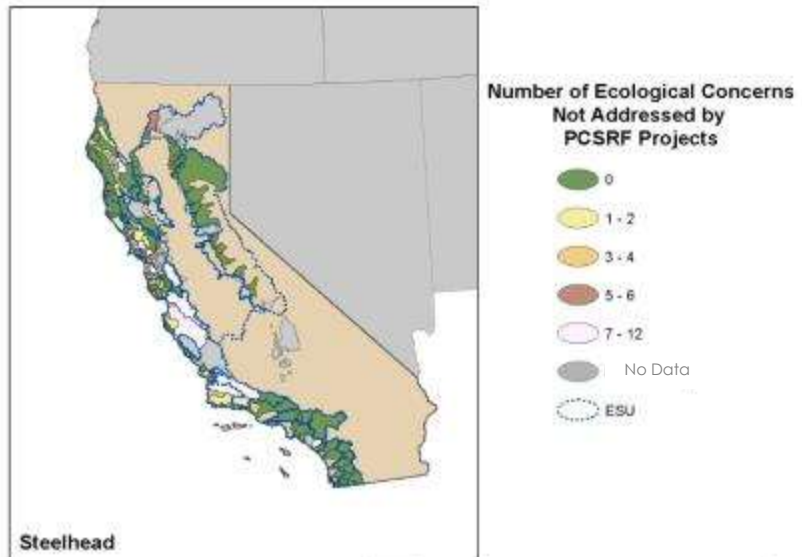 Number of Ecological Concerns
Not Addressed by
PCSRF Projects
0
1 - 2
3 - 4
5 - 6
7 - 12
No Data
ESU
Steelhead